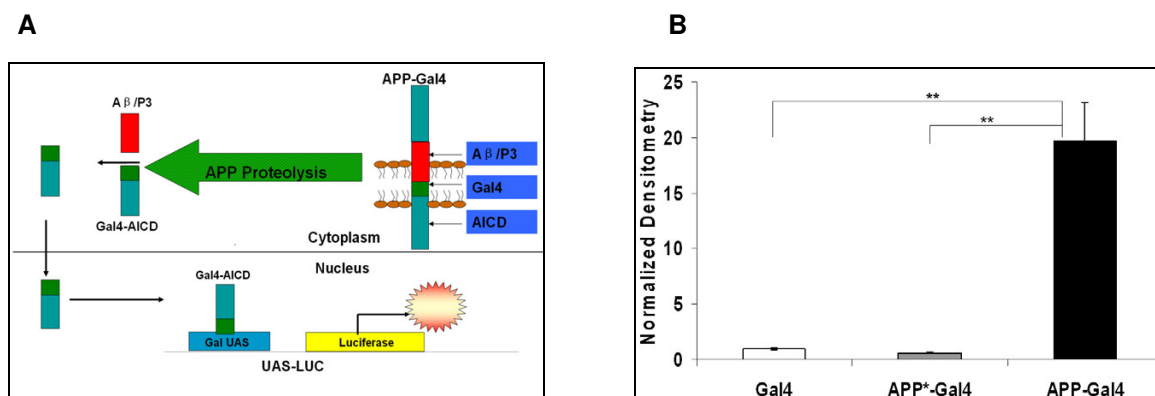 A
APP-Gal4
Aβ/P3
Aβ/P3
APP Proteolysis
Gal4
Gal4-AICD
AICD
Cytoplasm
Nucleus
Gal4-AICD
Gal UAS
Luciferase
UAS-LUC
B
Normalized Densitometry
25
20
15
10
5
0
**
**
Gal4
APP*-Gal4
APP-Gal4